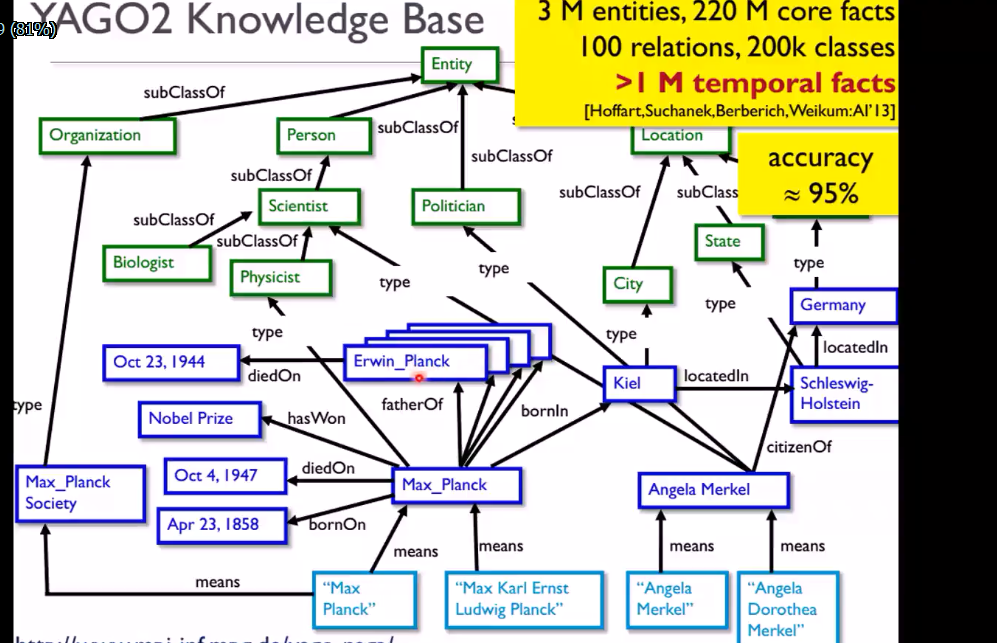 9 (81%)
YAGO2 Knowledge Base
3 M entities, 220 M core facts
100 relations, 200k classes
>1 M temporal facts
[Hoffart,Suchanek,Berberich,Weikum:AI'13]
accuracy
≈ 95%
Entity
subClassOf
Organization
Person
subClassOf
Location
subClassOf
subClassOf
subClassOf
subClass
Scientist
Politician
subClassOf
subClassOf
State
Biologist
Physicist
type
type
type
City
type
Germany
type
type
Oct 23, 1944
diedOn
Erwin_Planck
fatherOf
bornIn
Kiel
locatedIn
locatedIn
Schleswig-
Holstein
type
Nobel Prize
hasWon
citizenOf
Max_Planck
Society
Oct 4, 1947
diedOn
Max_Planck
Angela Merkel
Apr 23, 1858
bornOn
means
means
means
means
means
“Max
Planck”
“Max Karl Ernst
Ludwig Planck”
“Angela
Merkel”
“Angela
Dorothea
Merkel”